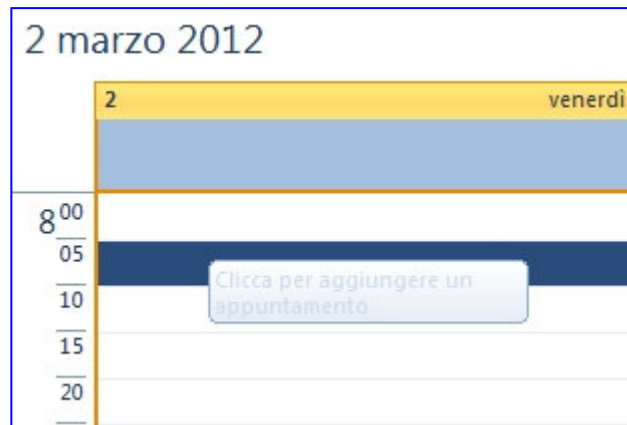 2 marzo 2012
2 venerdì
8 00
05
Clicca per aggiungere un
appuntamento
10
15
20